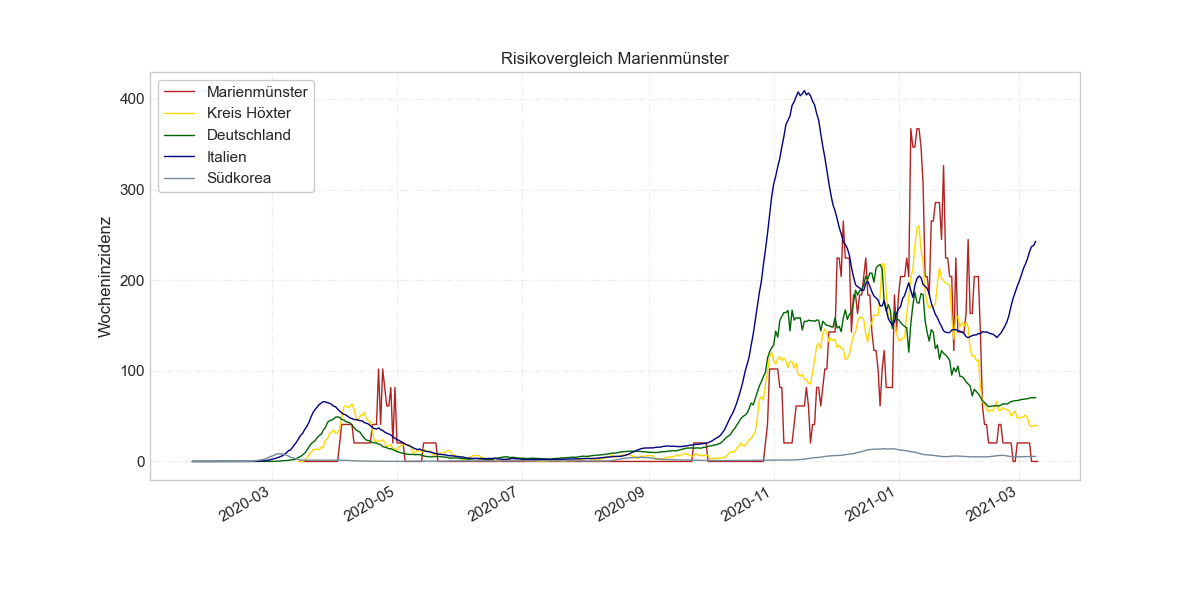 Risikovergleich Marienmünster
Marienmünster
Kreis Höxter
Deutschland
Italien
Südkorea
Wocheninzidenz
400
300
200
100
0
2020-03
2020-05
2020-07
2020-09
2020-11
2021-01
2021-03